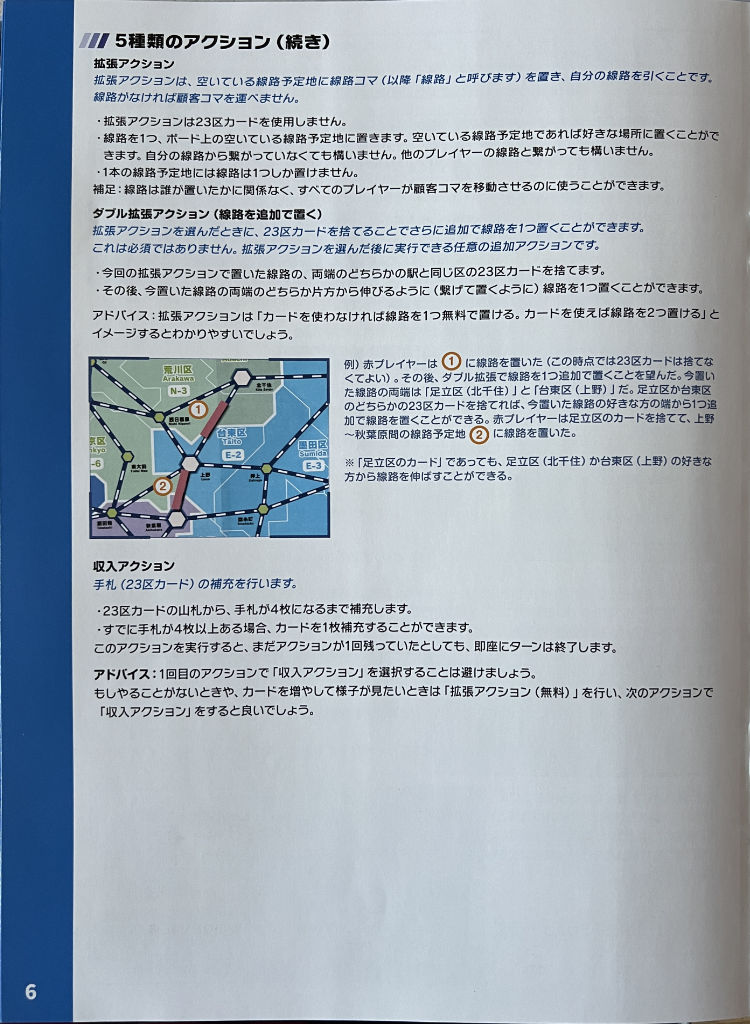 5種類のアクション（続き）
拡張アクション
拡張アクションは、空いている線路予定地に線路コマ（以降「線路」と呼びます）を置き、自分の線路を引くことです。
線路がなければ顧客コマを運べません。
・拡張アクションは23区カードを使用しません。
・線路を1つ、ボード上の空いている線路予定地に置きます。空いている線路予定地であれば好きな場所に置くことがで
きます。自分の線路から繋がっていなくても構いません。他のプレイヤーの線路と繋がっても構いません。
・1本の線路予定地には線路は1つしか置けません。
補足：線路は誰が置いたかに関係なく、すべてのプレイヤーが顧客コマを移動させるのに使うことができます。
ダブル拡張アクション（線路を追加で置く）
拡張アクションを選んだときに、23区カードを捨てることでさらに追加で線路を1つ置くことができます。
これは必須ではありません。拡張アクションを選んだ後に実行できる任意の追加アクションです。
・今回の拡張アクションで置いた線路の、両端のどちらかの駅と同じ区の23区カードを捨てます。
・その後、今置いた線路の両端のどちらか片方から伸びるように（繋げて置くように）線路を1つ置くことができます。
アドバイス：拡張アクションは「カードを使わなければ線路を1つ無料で置ける。カードを使えば線路を2つ置ける」と
イメージするとわかりやすいでしょう。
荒川区
Arakawa
N-3
北千住
1
西日暮里
台東区
Taito
E-2
墨田区
Sumida
E-3
京区
nkyo
-6
東大前
上野
押上
2
飯田橋
秋葉原
錦糸町
例）赤プレイヤーは 1 に線路を置いた（この時点では23区カードは捨てな
くてよい）。その後、ダブル拡張で線路を1つ追加で置くことを望んだ。今置い
た線路の両端は「足立区（北千住）」と「台東区（上野）」だ。足立区か台東区
のどちらかの23区カードを捨てれば、今置いた線路の好きな方の端から1つ追
加で線路を置くことができる。赤プレイヤーは足立区のカードを捨てて、上野
～秋葉原間の線路予定地 2 に線路を置いた。
※「足立区のカード」であっても、足立区（北千住）か台東区（上野）の好きな
方から線路を伸ばすことができる。
収入アクション
手札（23区カード）の補充を行います。
・23区カードの山札から、手札が4枚になるまで補充します。
・すでに手札が4枚以上ある場合、カードを1枚補充することができます。
このアクションを実行すると、まだアクションが1回残っていたとしても、即座にターンは終了します。
アドバイス：1回目のアクションで「収入アクション」を選択することは避けましょう。
もしやることがないときや、カードを増やして様子が見たいときは「拡張アクション（無料）」を行い、次のアクションで
「収入アクション」をすると良いでしょう。
6